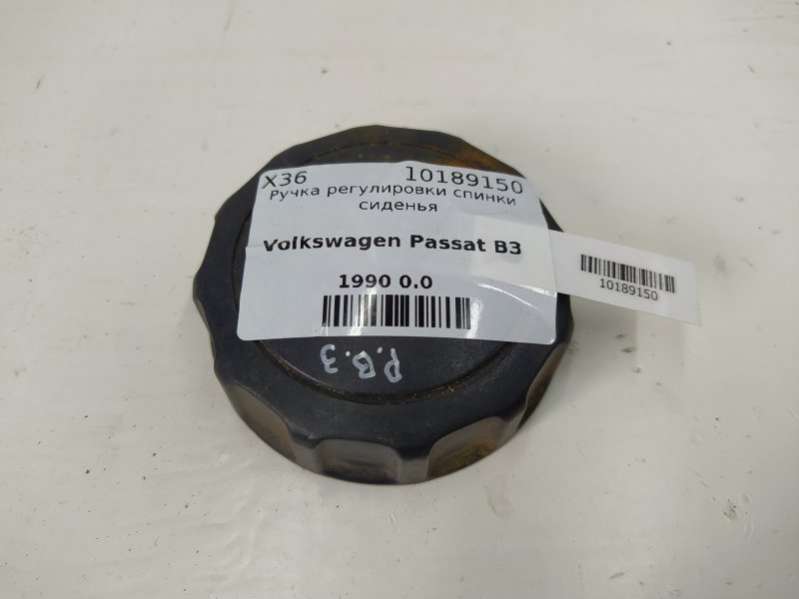 X36 10189150
Ручка регулировки спинки
сиденья
Volkswagen Passat B3
1990 0.0
10189150
P.B.3